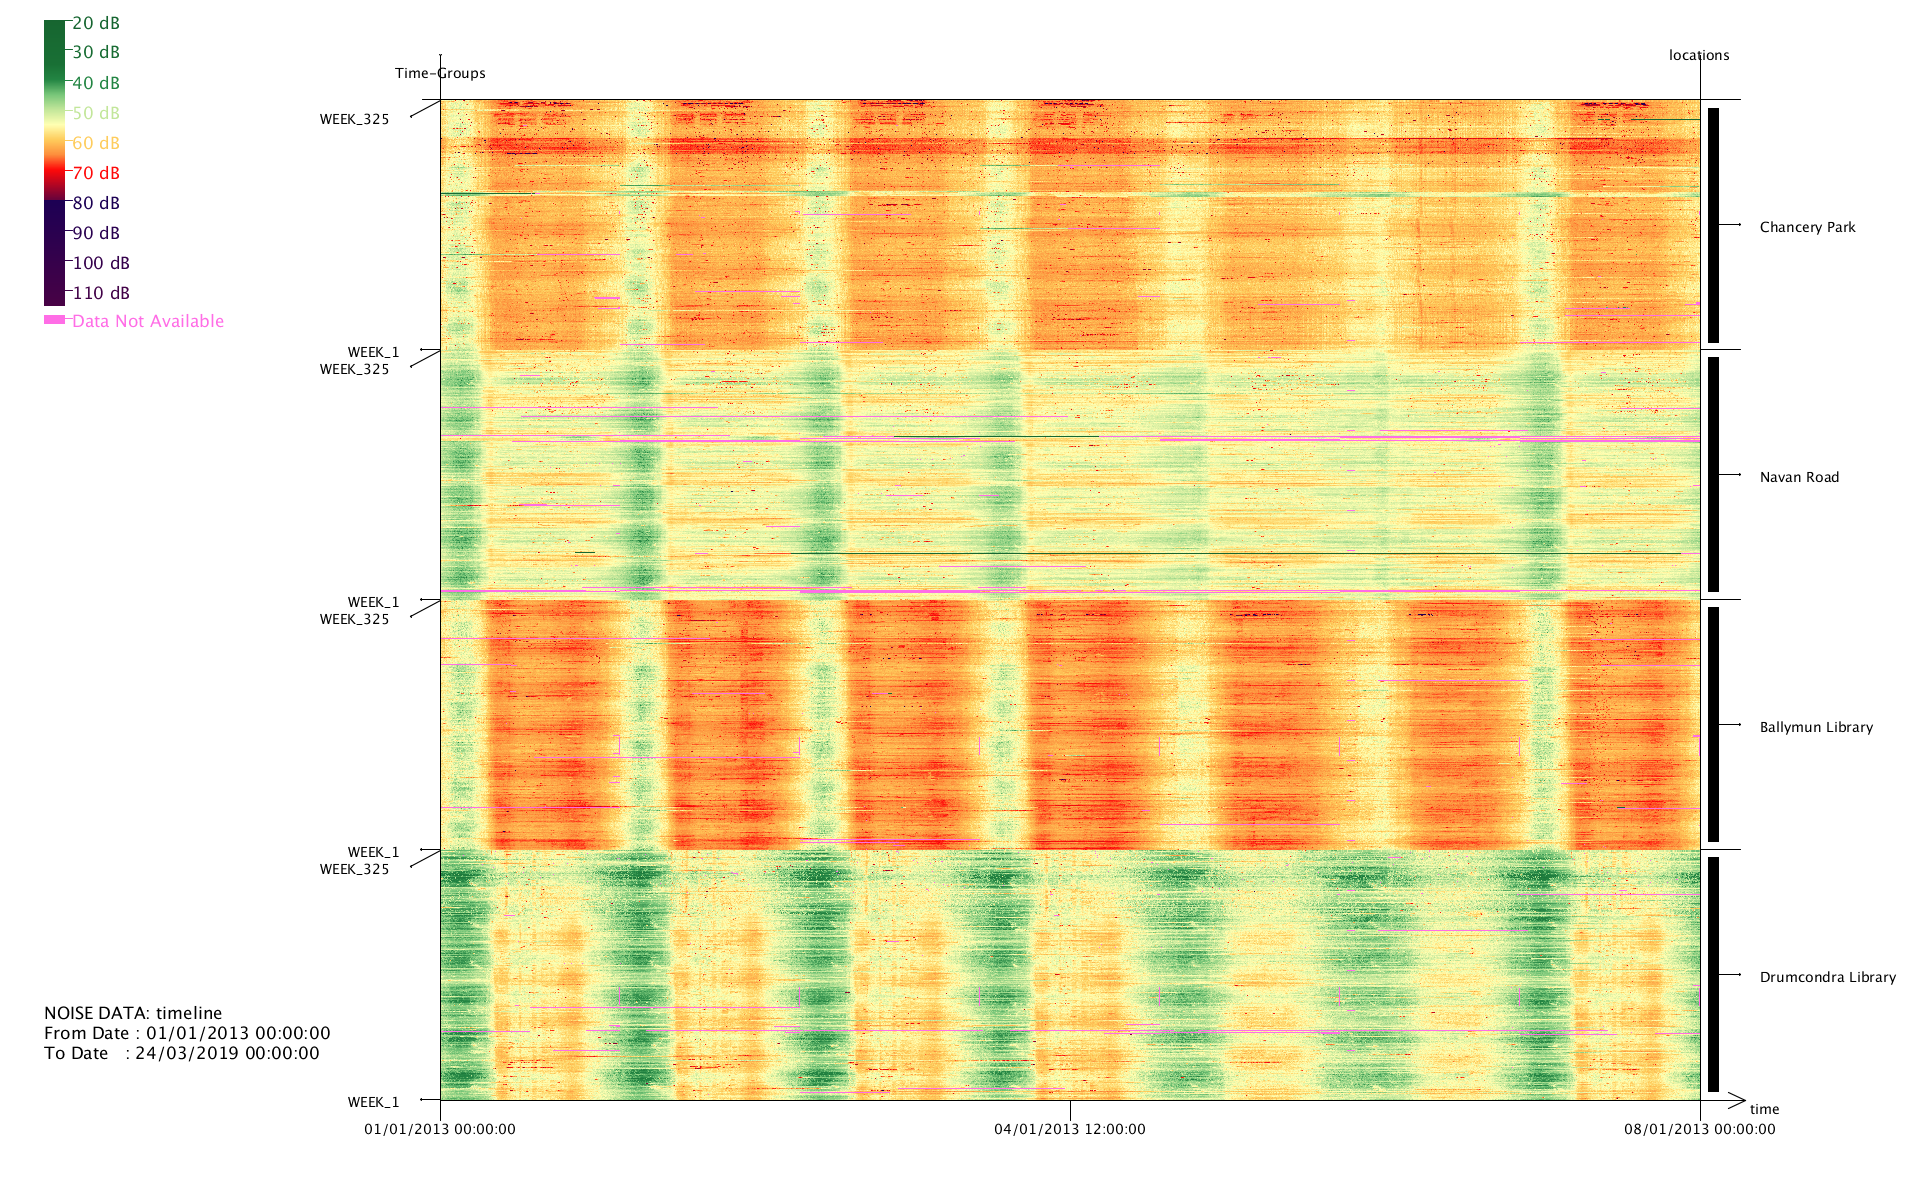 20 dB
30 dB
40 dB
50 dB
60 dB
70 dB
80 dB
90 dB
100 dB
110 dB
Data Not Available
Time-Groups
locations
WEEK_325
Chancery Park
WEEK_1
WEEK_325
Navan Road
WEEK_1
WEEK_325
Ballymun Library
WEEK_1
WEEK_325
Drumcondra Library
WEEK_1
NOISE DATA: timeline
From Date : 01/01/2013 00:00:00
To Date : 24/03/2019 00:00:00
time
01/01/2013 00:00:00
04/01/2013 12:00:00
08/01/2013 00:00:00